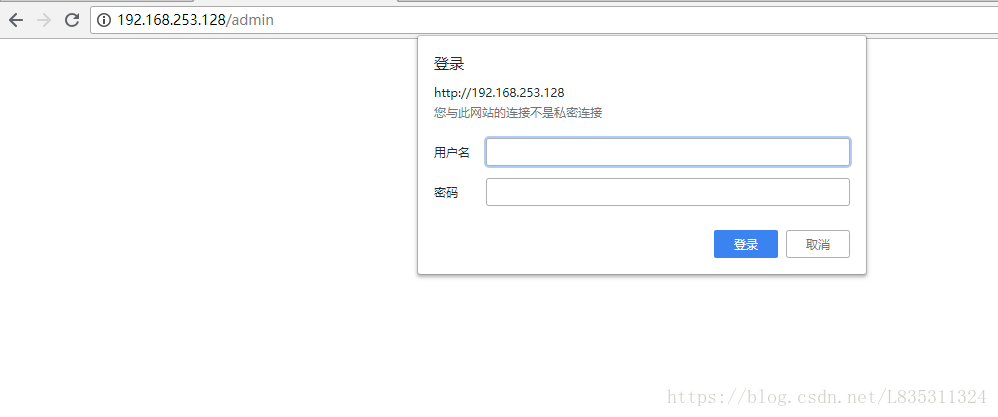 192.168.253.128/admin
登录
http://192.168.253.128
您与此网站的连接不是私密连接
用户名
密码
登录 取消
https://blog.csdn.net/L835311324